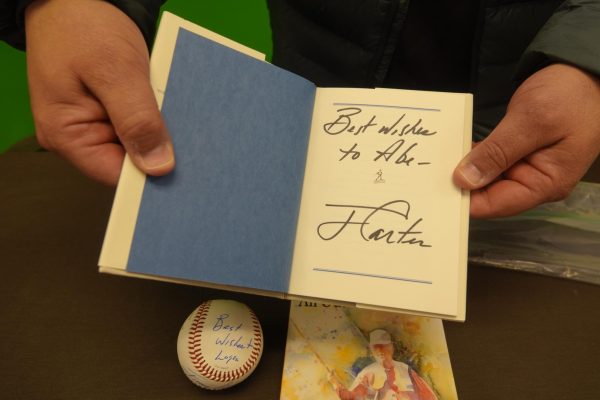 Best wishes
to Abe—
J Carter
Best
Wishes
Logan